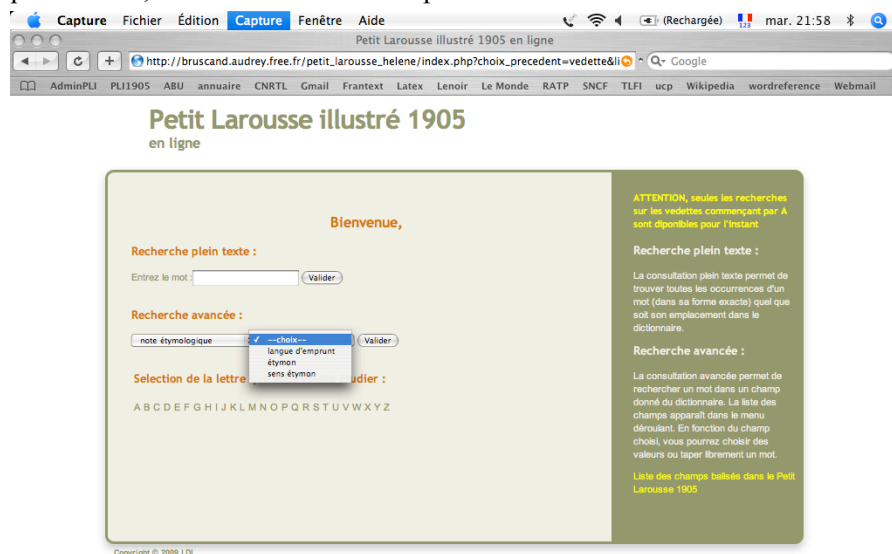 Capture Fichier Édition Capture Fenêtre Aide (Rechargée) 123 mar. 21:58
Petit Larousse illustré 1905 en ligne
http://bruscand.audrey.free.fr/petit_larousse_helene/index.php?choix_precedent=vedette&li Google
AdminPLI PLI1905 ABU annuaire CNRTL Gmail Frantext Latex Lenoir Le Monde RATP SNCF TLFI ucp Wikipedia wordreference Webmail
Petit Larousse illustré 1905
en ligne
Bienvenue,
Recherche plein texte :
Entrez le mot : Valider
Recherche avancée :
note étymologique --choix-- Valider
langue d'emprunt
étymon
sens étymon
Selection de la lettre udier :
A B C D E F G H I J K L M N O P Q R S T U V W X Y Z
ATTENTION, seules les recherches
sur les vedettes commençant par A
sont diponibles pour l'instant
Recherche plein texte :
La consultation plein texte permet de
trouver toutes les occurrences d'un
mot (dans sa forme exacte) quel que
soit son emplacement dans le
dictionnaire.
Recherche avancée :
La consultation avancée permet de
rechercher un mot dans un champ
donné du dictionnaire. La liste des
champs apparaît dans le menu
déroulant. En fonction du champ
choisi, vous pourrez choisir des
valeurs ou taper librement un mot.
Liste des champs balisés dans le Petit
Larousse 1905
Copyright © 2009 LDI